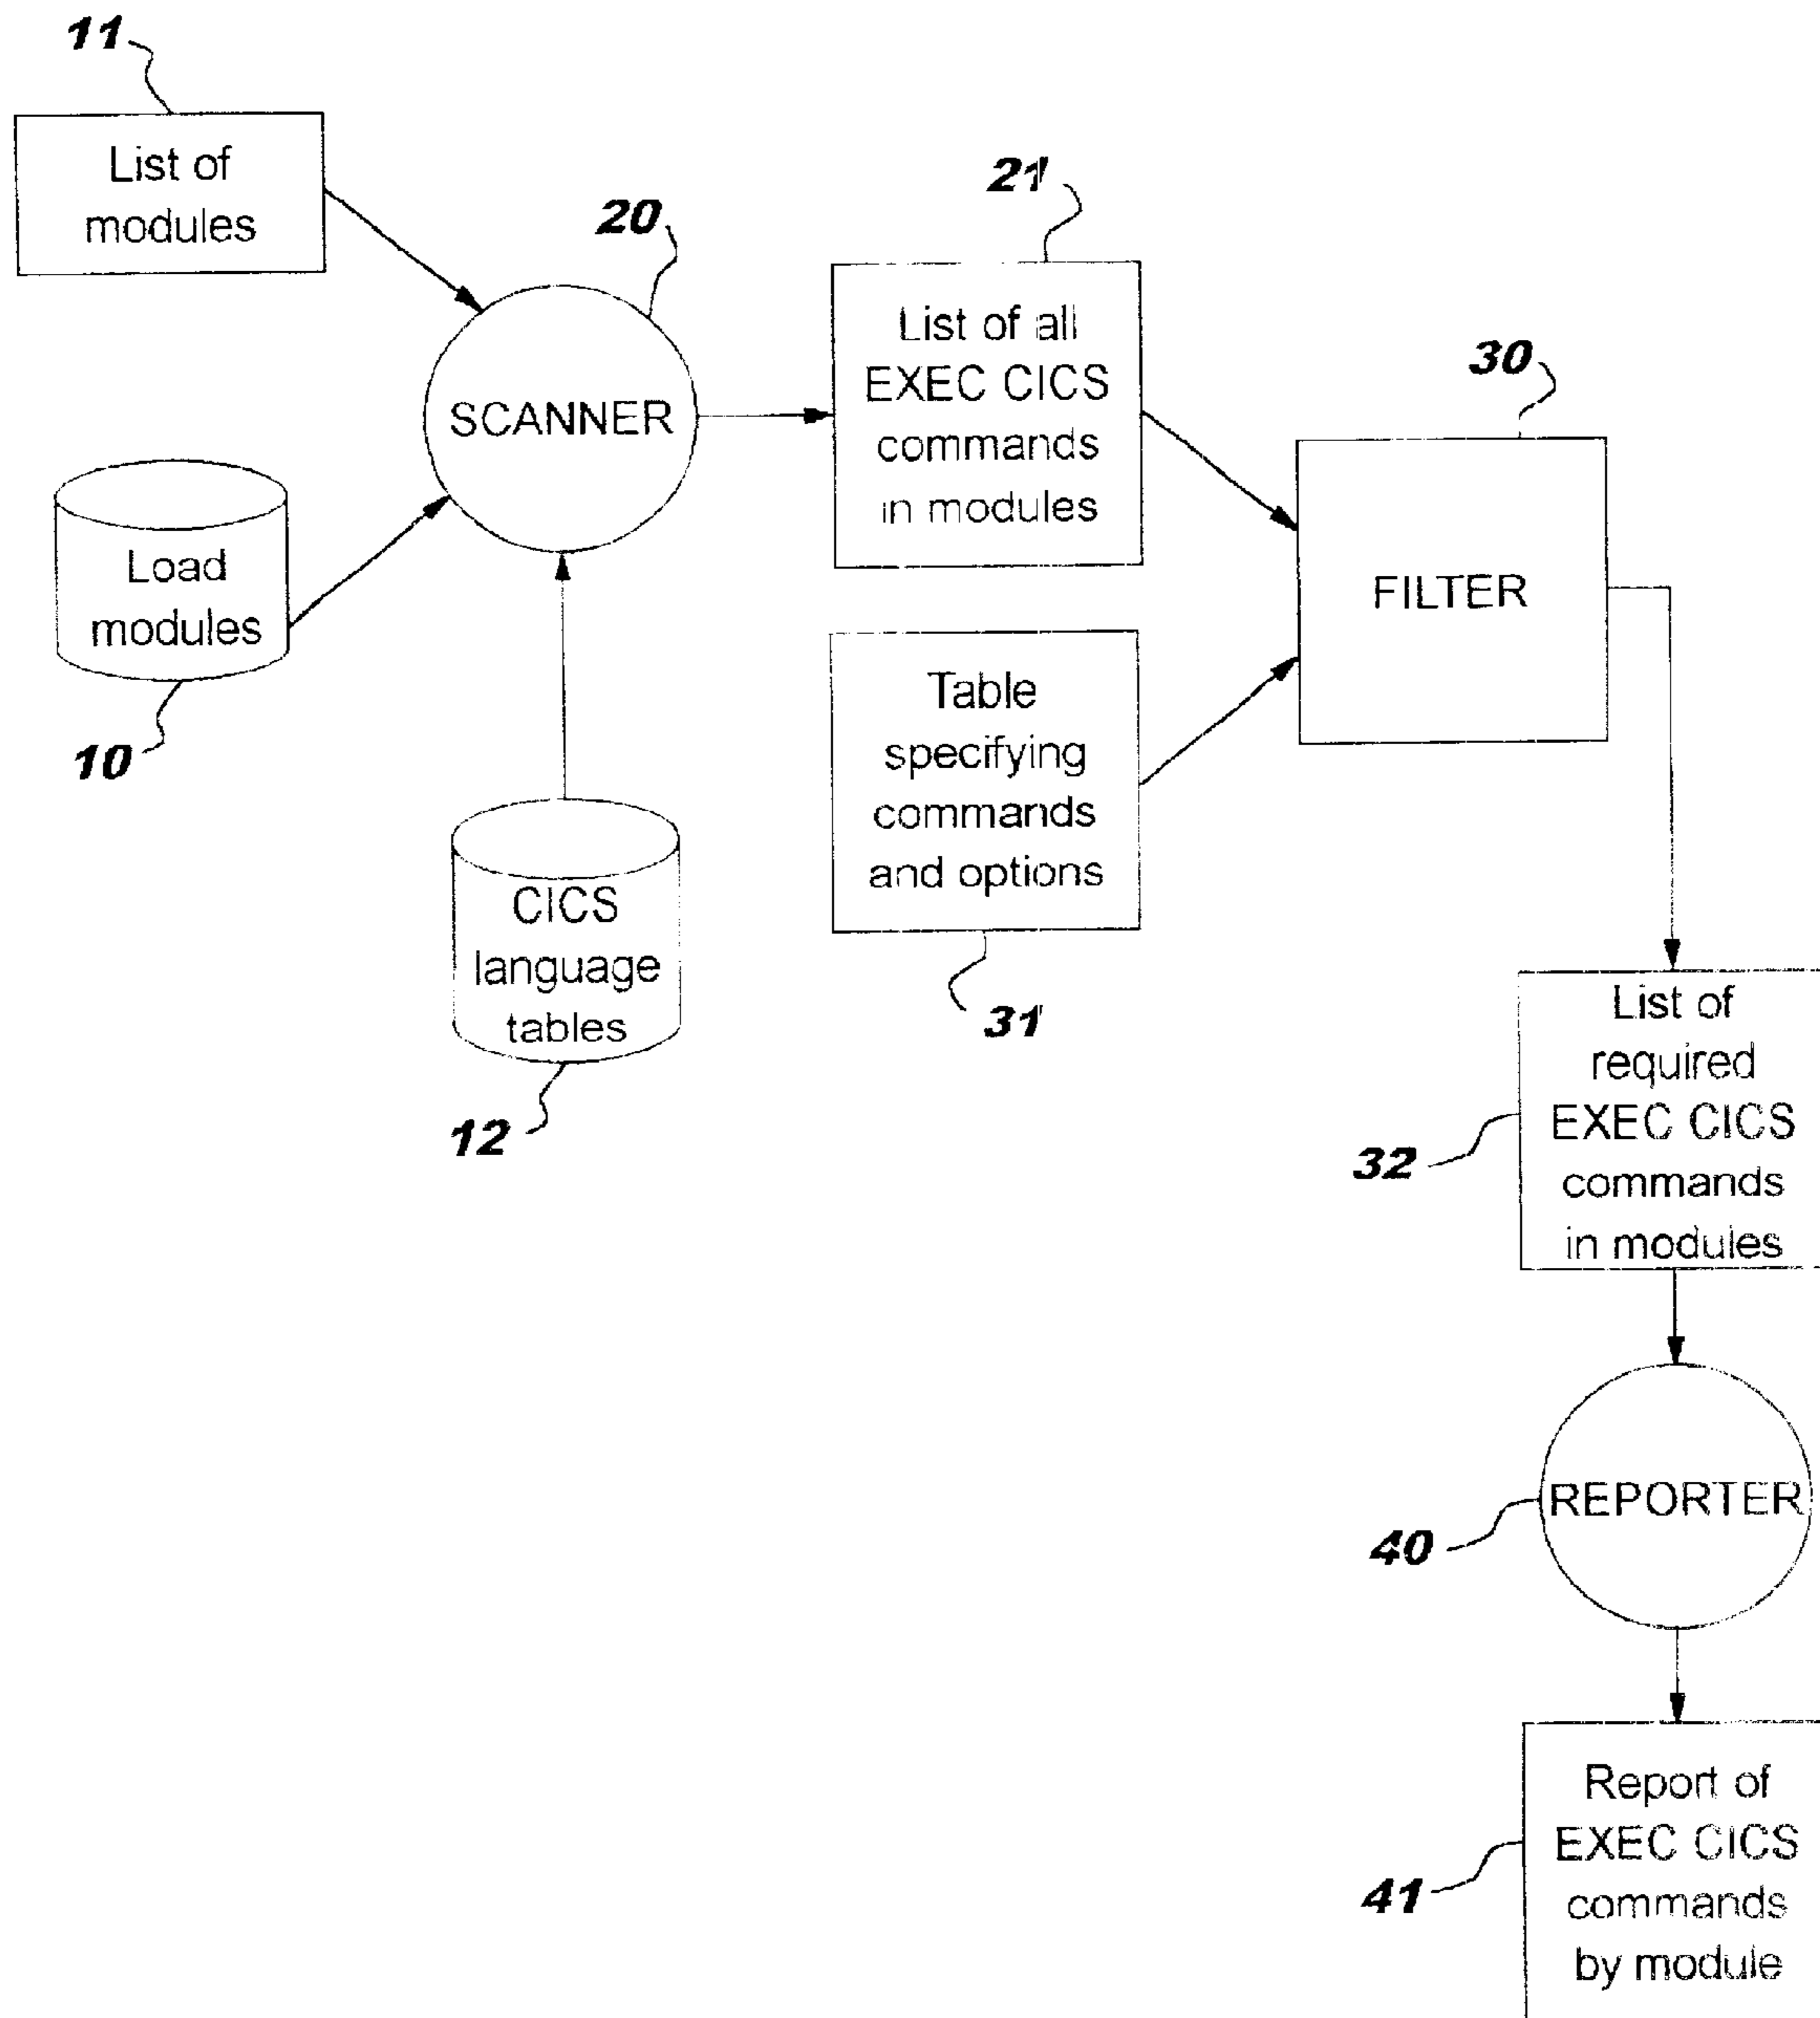 11
List of
modules
20
SCANNER
21
List of all
EXEC CICS
commands
in modules
30
FILTER
Load
modules
10
Table
specifying
commands
and options
31
CICS
language
tables
12
List of
required
EXEC CICS
commands
in modules
32
REPORTER
40
Report of
EXEC CICS
commands
by module
41